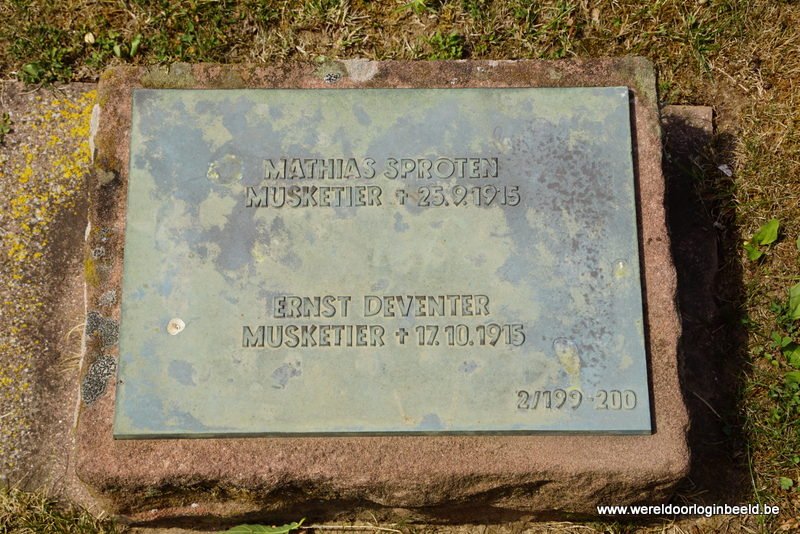 MATHIAS SPROTEN
MUSKETIER † 25.9.1915
ERNST DEVENTER
MUSKETIER † 17.10.1915
2/199-200
www.wereldoorloginbeeld.be